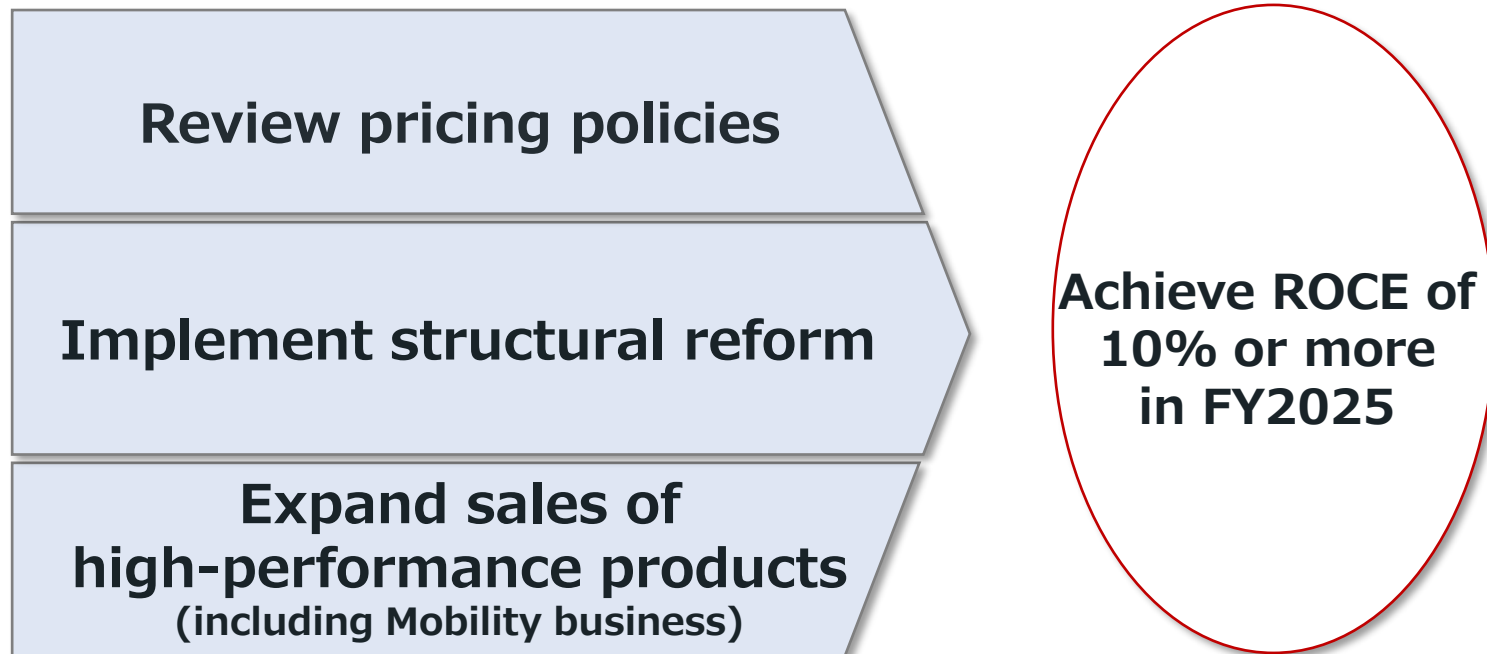 Review pricing policies
Implement structural reform
Expand sales of
high-performance products
(including Mobility business)
Achieve ROCE of
10% or more
in FY2025